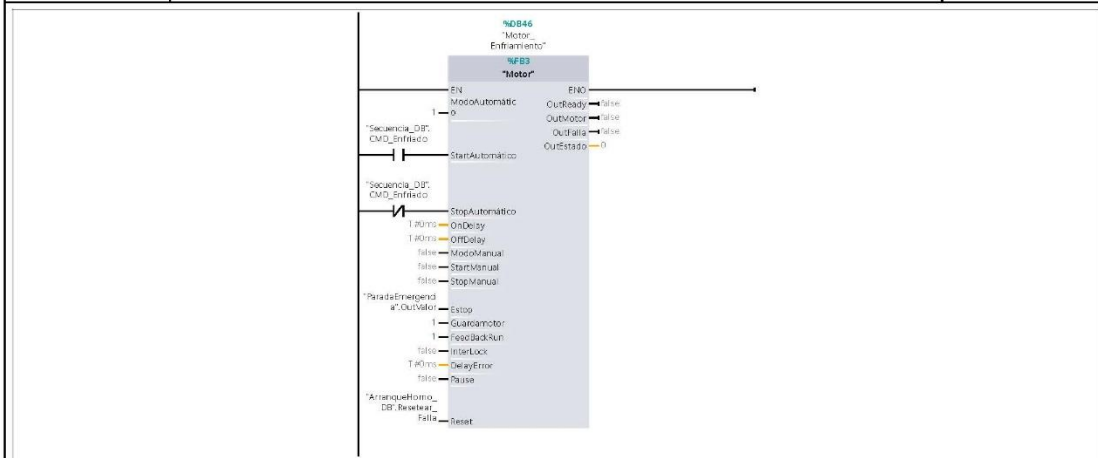 %DB46
"Motor_
Enfriamiento"
%FB3
"Motor"
EN ENO
ModoAutomátic
1 o
OutReady false
OutMotor false
OutFalla false
OutEstado 0
"Secuencia_DB".
CMD_Enfriado
StartAutomático
"Secuencia_DB".
CMD_Enfriado
StopAutomático
T#0ms OnDelay
T#0ms OffDelay
false ModoManual
false StartManual
false StopManual
"ParadaEmergenci
a".OutValor Estop
1 Guardamotor
1 FeedBackRun
false InterLock
T#0ms DelayError
false Pause
"ArranqueHorno_
DB".Resetear_
Falla Reset